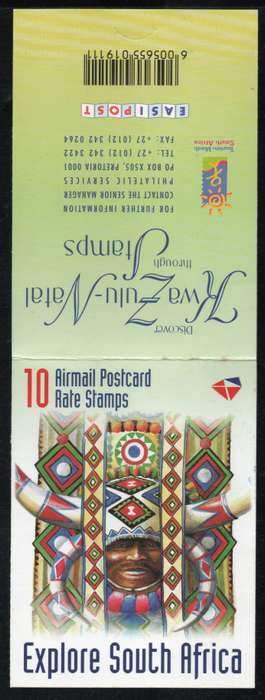 10 Airmail Postcard
Rate Stamps
Explore South Africa
Discover
KwaZulu-Natal
through
Stamps
FOR FURTHER INFORMATION
CONTACT THE SENIOR MANAGER
PHILATELIC SERVICES
PO BOX X505, PRETORIA 0001
TEL: +27 (012) 342 3422
FAX: +27 (012) 342 0264
Tourism Month
South Africa
EASIPOST
6 005655 019111